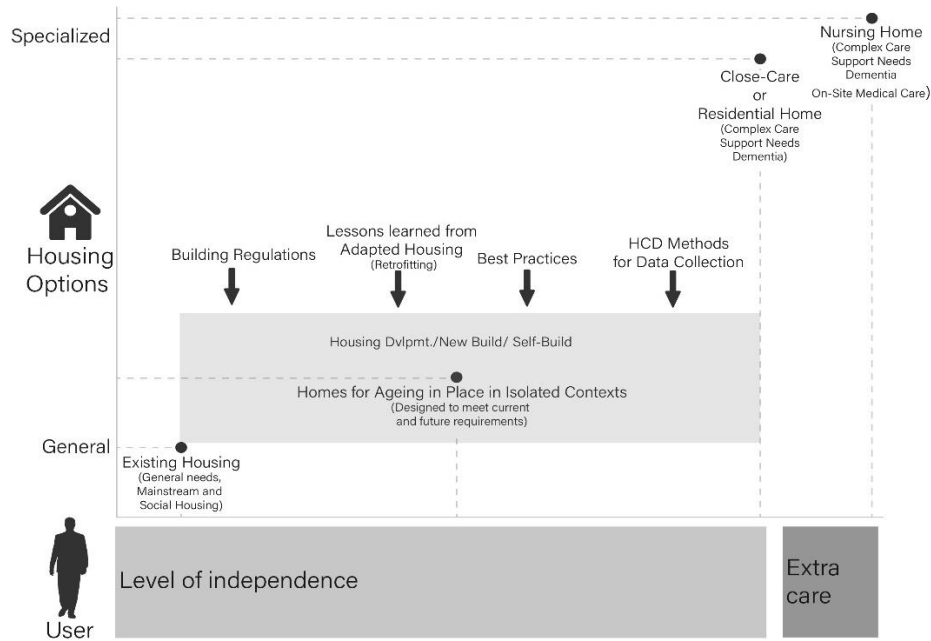 Specialized
Nursing Home
(Complex Care
Support Needs
Dementia
On-Site Medical Care)
Close-Care
or
Residential Home
(Complex Care
Support Needs
Dementia)
Housing
Options
Building Regulations
Lessons learned from
Adapted Housing
(Retrofitting)
Best Practices
HCD Methods
for Data Collection
Housing Dvlpmt./New Build/ Self-Build
Homes for Ageing in Place in Isolated Contexts
(Designed to meet current
and future requirements)
General
Existing Housing
(General needs,
Mainstream and
Social Housing)
User
Level of independence
Extra
care